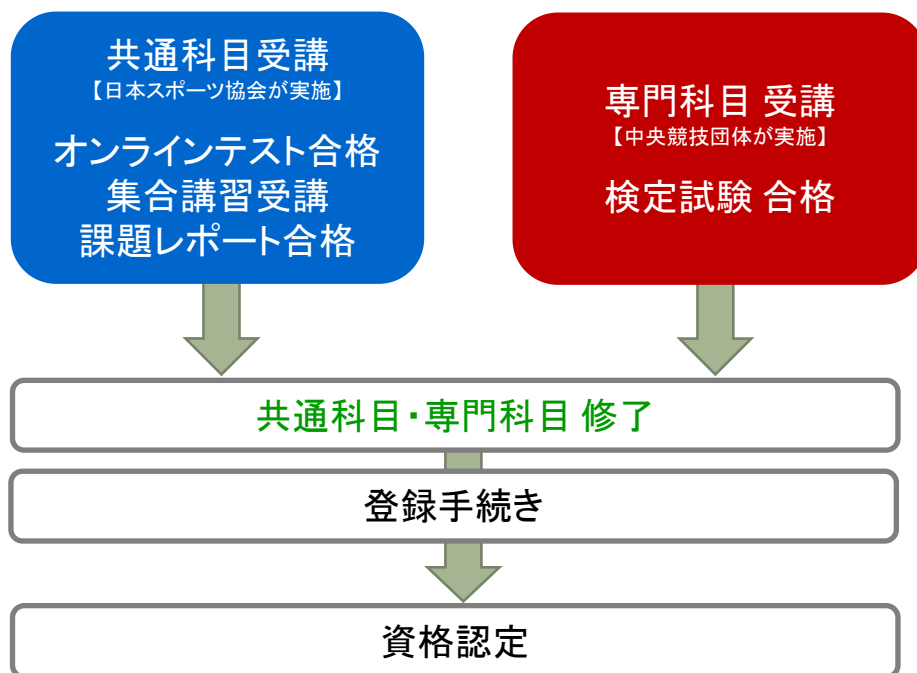 共通科目受講
【日本スポーツ協会が実施】
オンラインテスト合格
集合講習受講
課題レポート合格
専門科目 受講
【中央競技団体が実施】
検定試験 合格
共通科目・専門科目 修了
登録手続き
資格認定